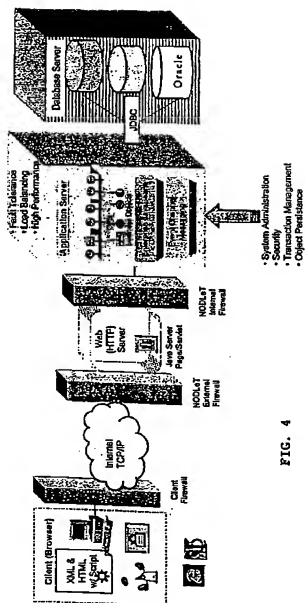 Client (Browser)
XML &
HTML
w/ Script
Client
Firewall
Internet
TCP/IP
NODLeT
External
Firewall
Web
(HTTP)
Server
Java Server
Page/Servlet
NODLeT
Internal
Firewall
• Fault Tolerance
• Load Balancing
• High Performance
Application Server
• System Administration
• Security
• Transaction Management
• Object Persistance
Database Server
JDBC
Oracle
FIG. 4